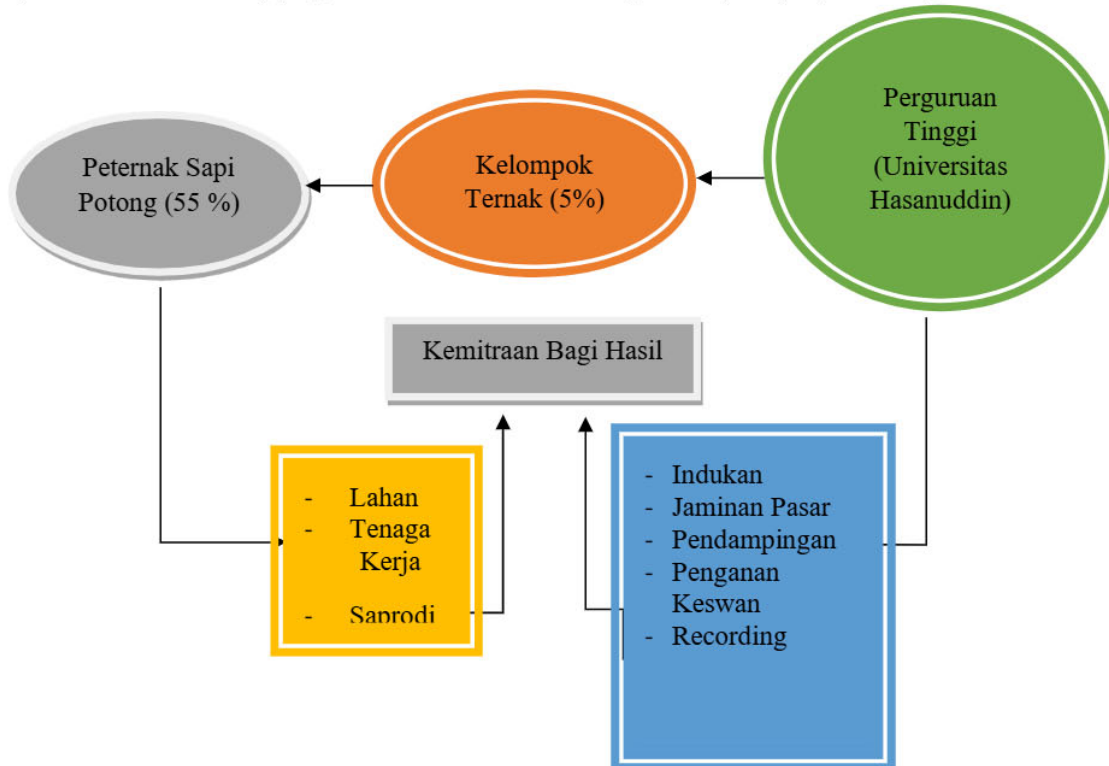 Perguruan
Tinggi
(Universitas
Hasanuddin)
Kelompok
Ternak (5%)
Peternak Sapi
Potong (55 %)
Kemitraan Bagi Hasil
- Lahan
- Tenaga
Kerja
- Saprodi
- Indukan
- Jaminan Pasar
- Pendampingan
- Penganan
Keswan
- Recording